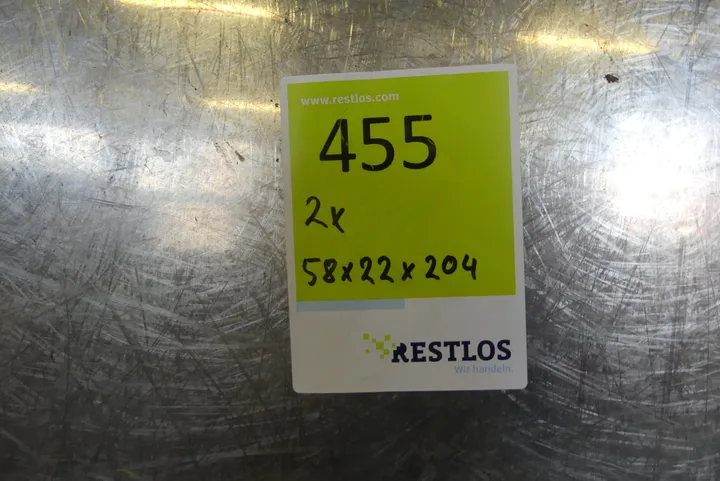 www.restlos.com
455
2x
58x22x204
RESTLOS
Wir handeln.